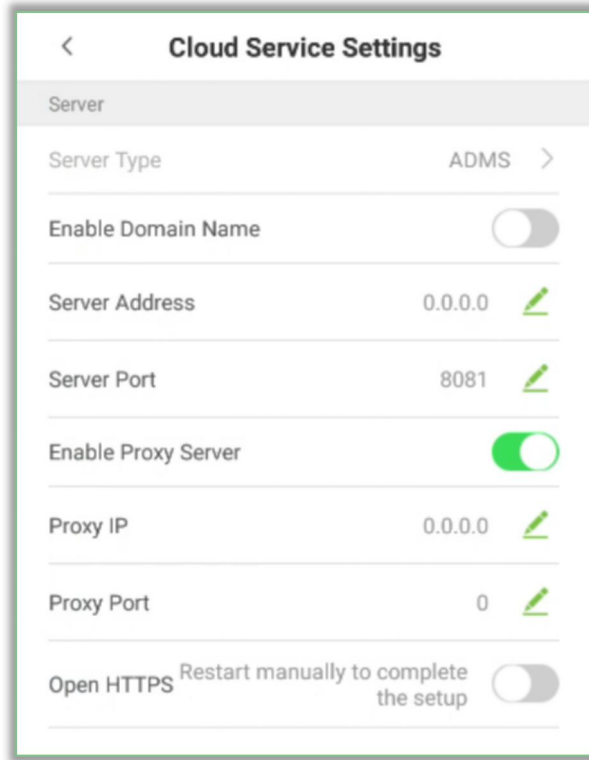 Cloud Service Settings
Server
Server Type ADMS
Enable Domain Name
Server Address 0.0.0.0
Server Port 8081
Enable Proxy Server
Proxy IP 0.0.0.0
Proxy Port 0
Open HTTPS Restart manually to complete
the setup